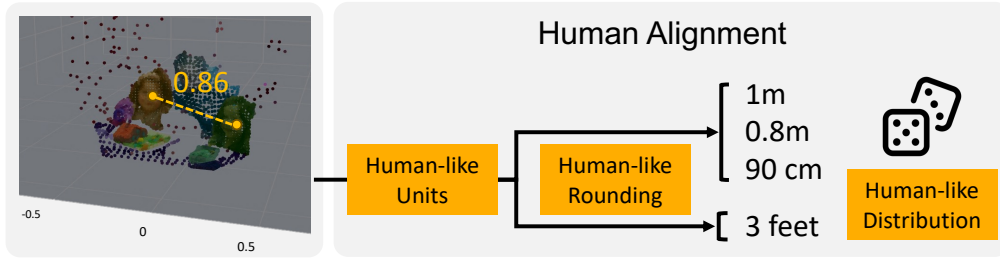 0.86
-0.5
0
0.5
Human Alignment
Human-like
Units
Human-like
Rounding
1m
0.8m
90 cm
3 feet
Human-like
Distribution